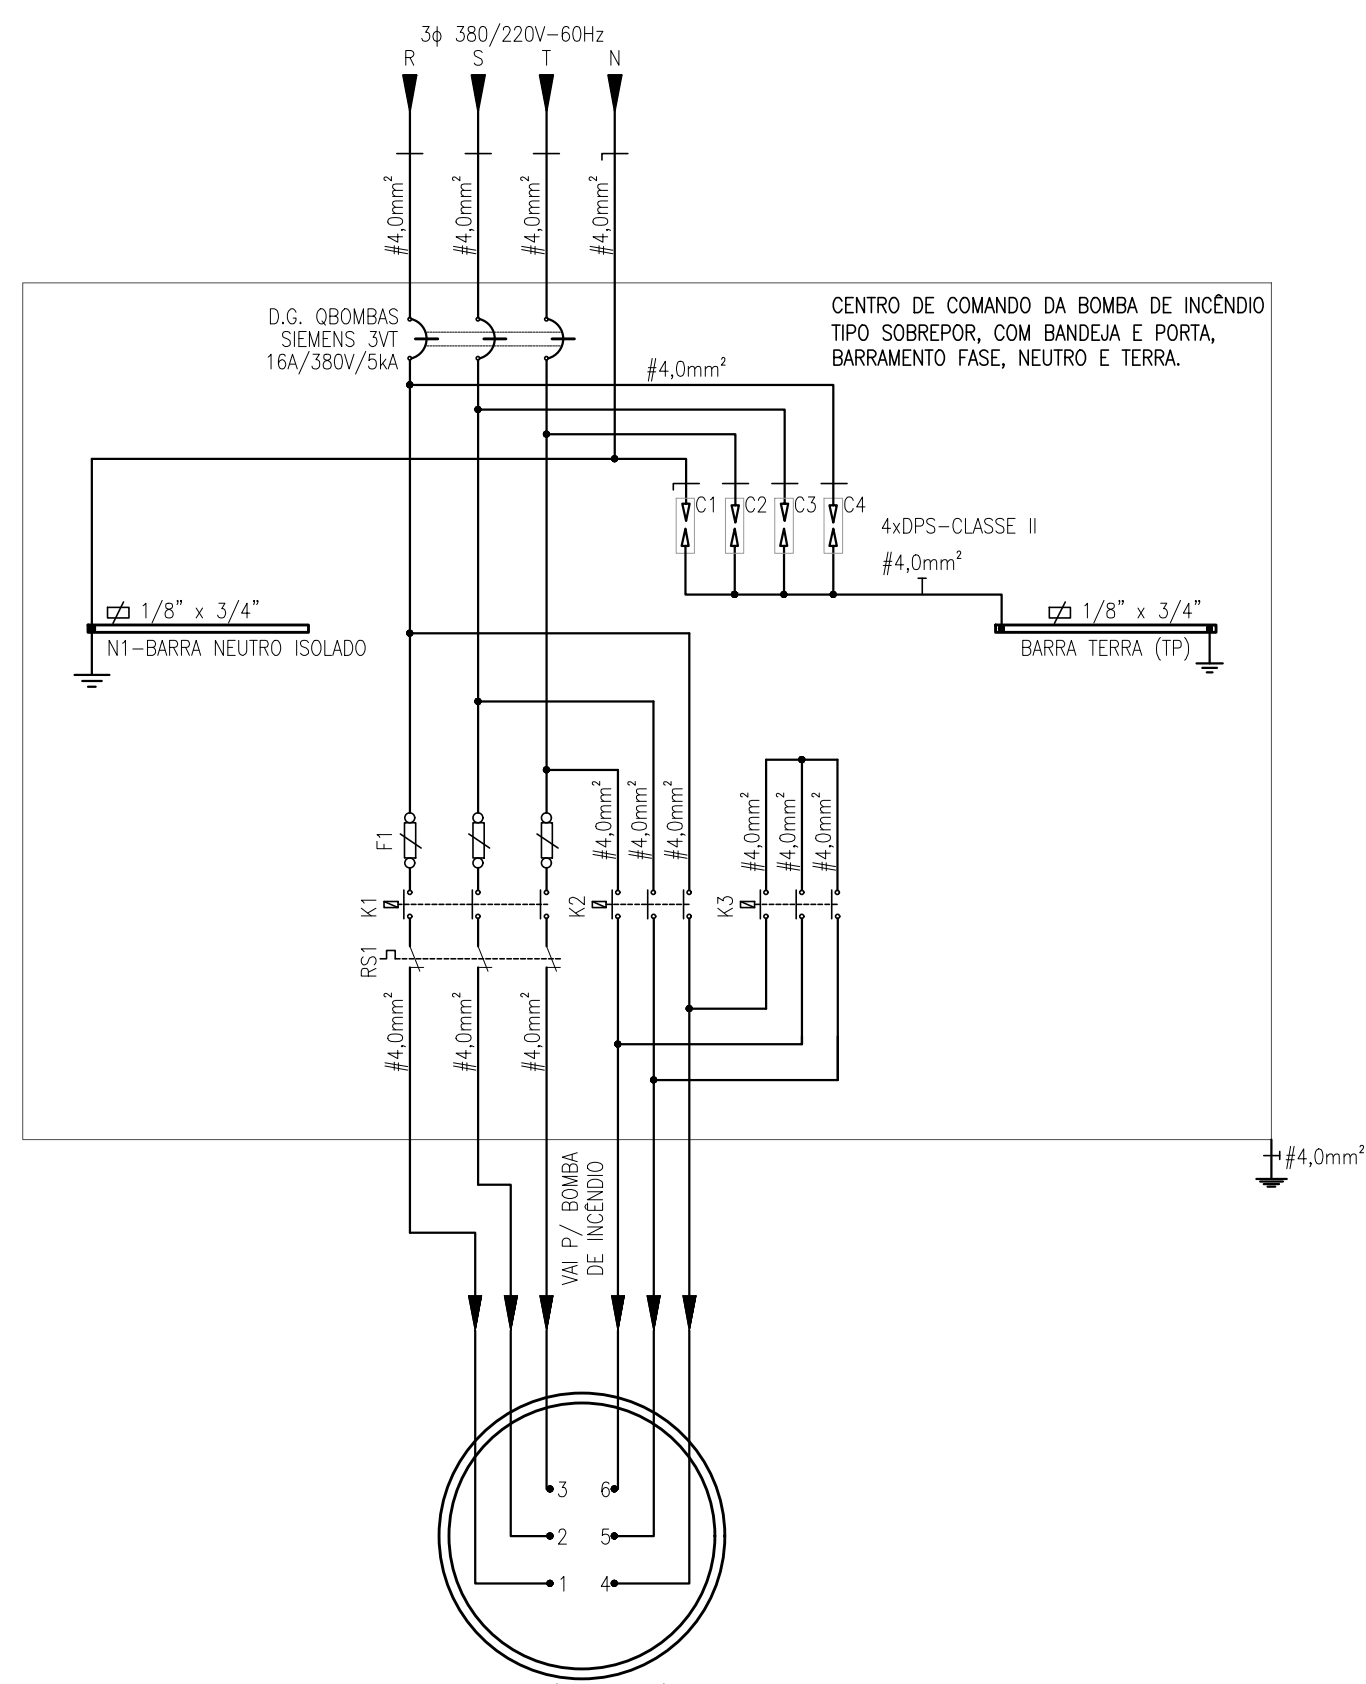 3ϕ 380/220V-60Hz
R
S
T
N
#4,0mm²
#4,0mm²
#4,0mm²
#4,0mm²
D.G. QBOMBAS
SIEMENS 3VT
16A/380V/5kA
CENTRO DE COMANDO DA BOMBA DE INCÊNDIO
TIPO SOBREPOR, COM BANDEJA E PORTA,
BARRAMENTO FASE, NEUTRO E TERRA.
#4,0mm²
C1
C2
C3
C4
4xDPS-CLASSE II
#4,0mm²
1/8" x 3/4"
N1-BARRA NEUTRO ISOLADO
1/8" x 3/4"
BARRA TERRA (TP)
F1
#4,0mm²
#4,0mm²
#4,0mm²
#4,0mm²
#4,0mm²
#4,0mm²
K1
K2
K3
RS1
#4,0mm²
#4,0mm²
#4,0mm²
VAI P/ BOMBA
DE INCÊNDIO
#4,0mm²
3
6
2
5
1
4